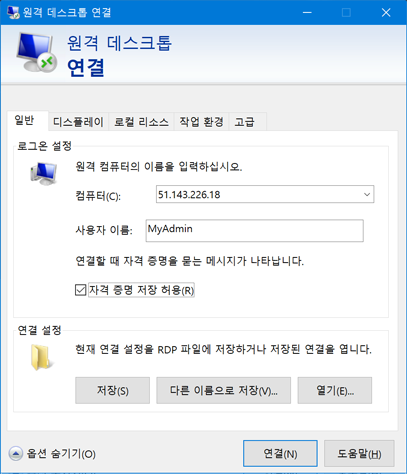 원격 데스크톱 연결
원격 데스크톱
연결
일반 디스플레이 로컬 리소스 작업 환경 고급
로그온 설정
원격 컴퓨터의 이름을 입력하십시오.
컴퓨터(C): 51.143.226.18
사용자 이름: MyAdmin
연결할 때 자격 증명을 묻는 메시지가 나타납니다.
자격 증명 저장 허용(R)
연결 설정
현재 연결 설정을 RDP 파일에 저장하거나 저장된 연결을 엽니다.
저장(S) 다른 이름으로 저장(V)... 열기(E)...
옵션 숨기기(O) 연결(N) 도움말(H)